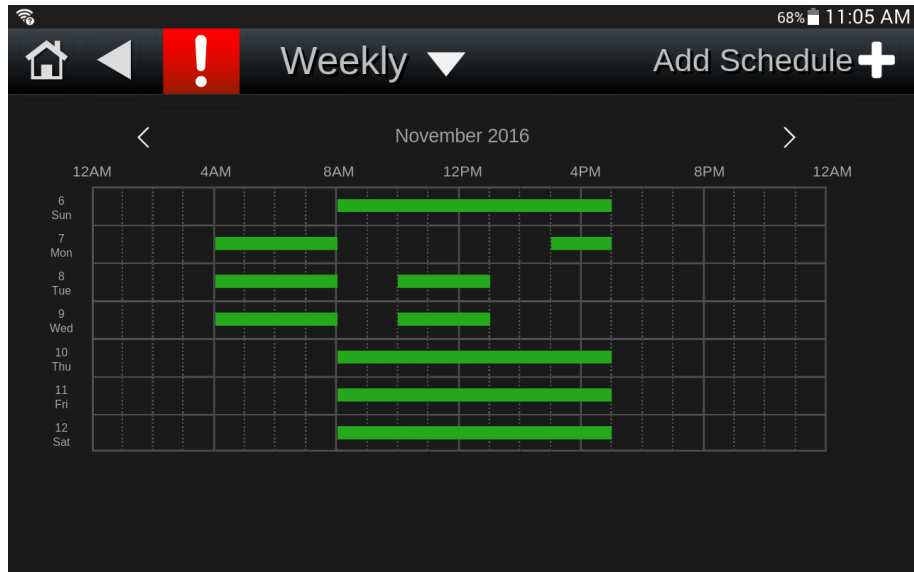 68% 11:05 AM
! Weekly Add Schedule
November 2016
12AM 4AM 8AM 12PM 4PM 8PM 12AM
6
Sun
7
Mon
8
Tue
9
Wed
10
Thu
11
Fri
12
Sat